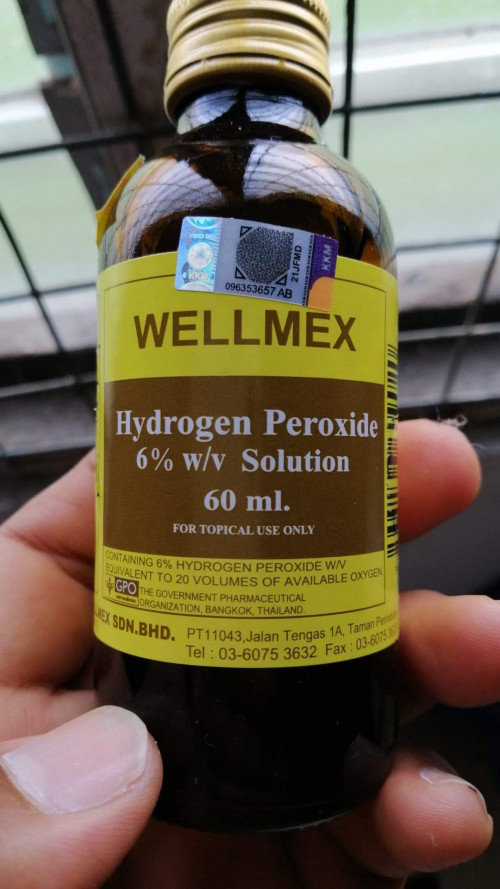 KKM
096353657 AB
21JFMD
WELLMEX
Hydrogen Peroxide
6% w/v Solution
60 ml.
FOR TOPICAL USE ONLY
CONTAINING 6% HYDROGEN PEROXIDE W/V
EQUIVALENT TO 20 VOLUMES OF AVAILABLE OXYGEN
GPO
THE GOVERNMENT PHARMACEUTICAL
ORGANIZATION, BANGKOK, THAILAND.
MEX SDN.BHD. PT11043,Jalan Tengas 1A, Taman
Tel : 03-6075 3632 Fax : 03-6075